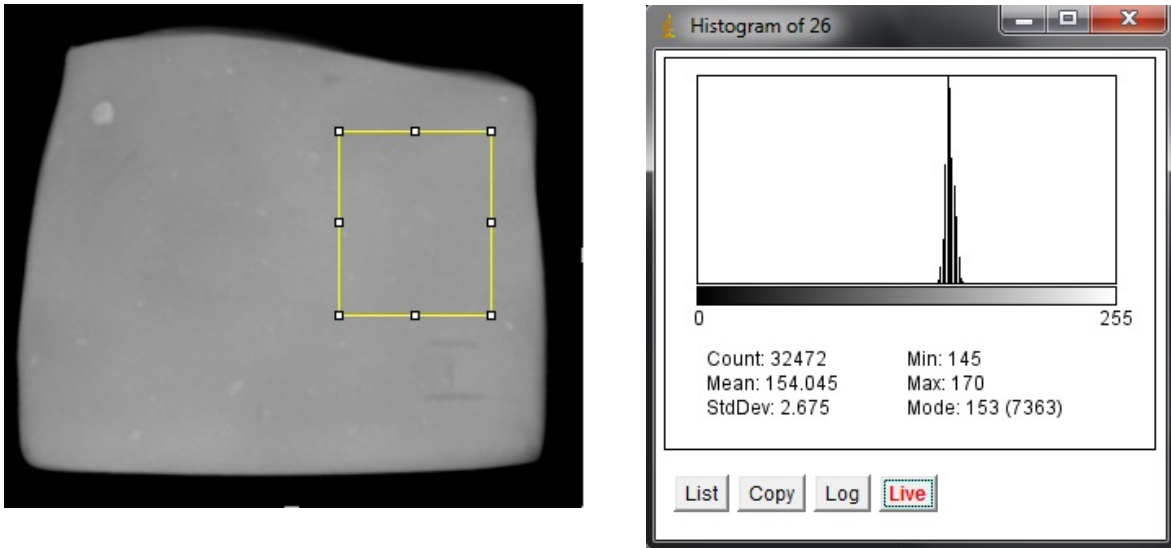 Histogram of 26
0 255
Count: 32472 Min: 145
Mean: 154.045 Max: 170
StdDev: 2.675 Mode: 153 (7363)
List Copy Log Live